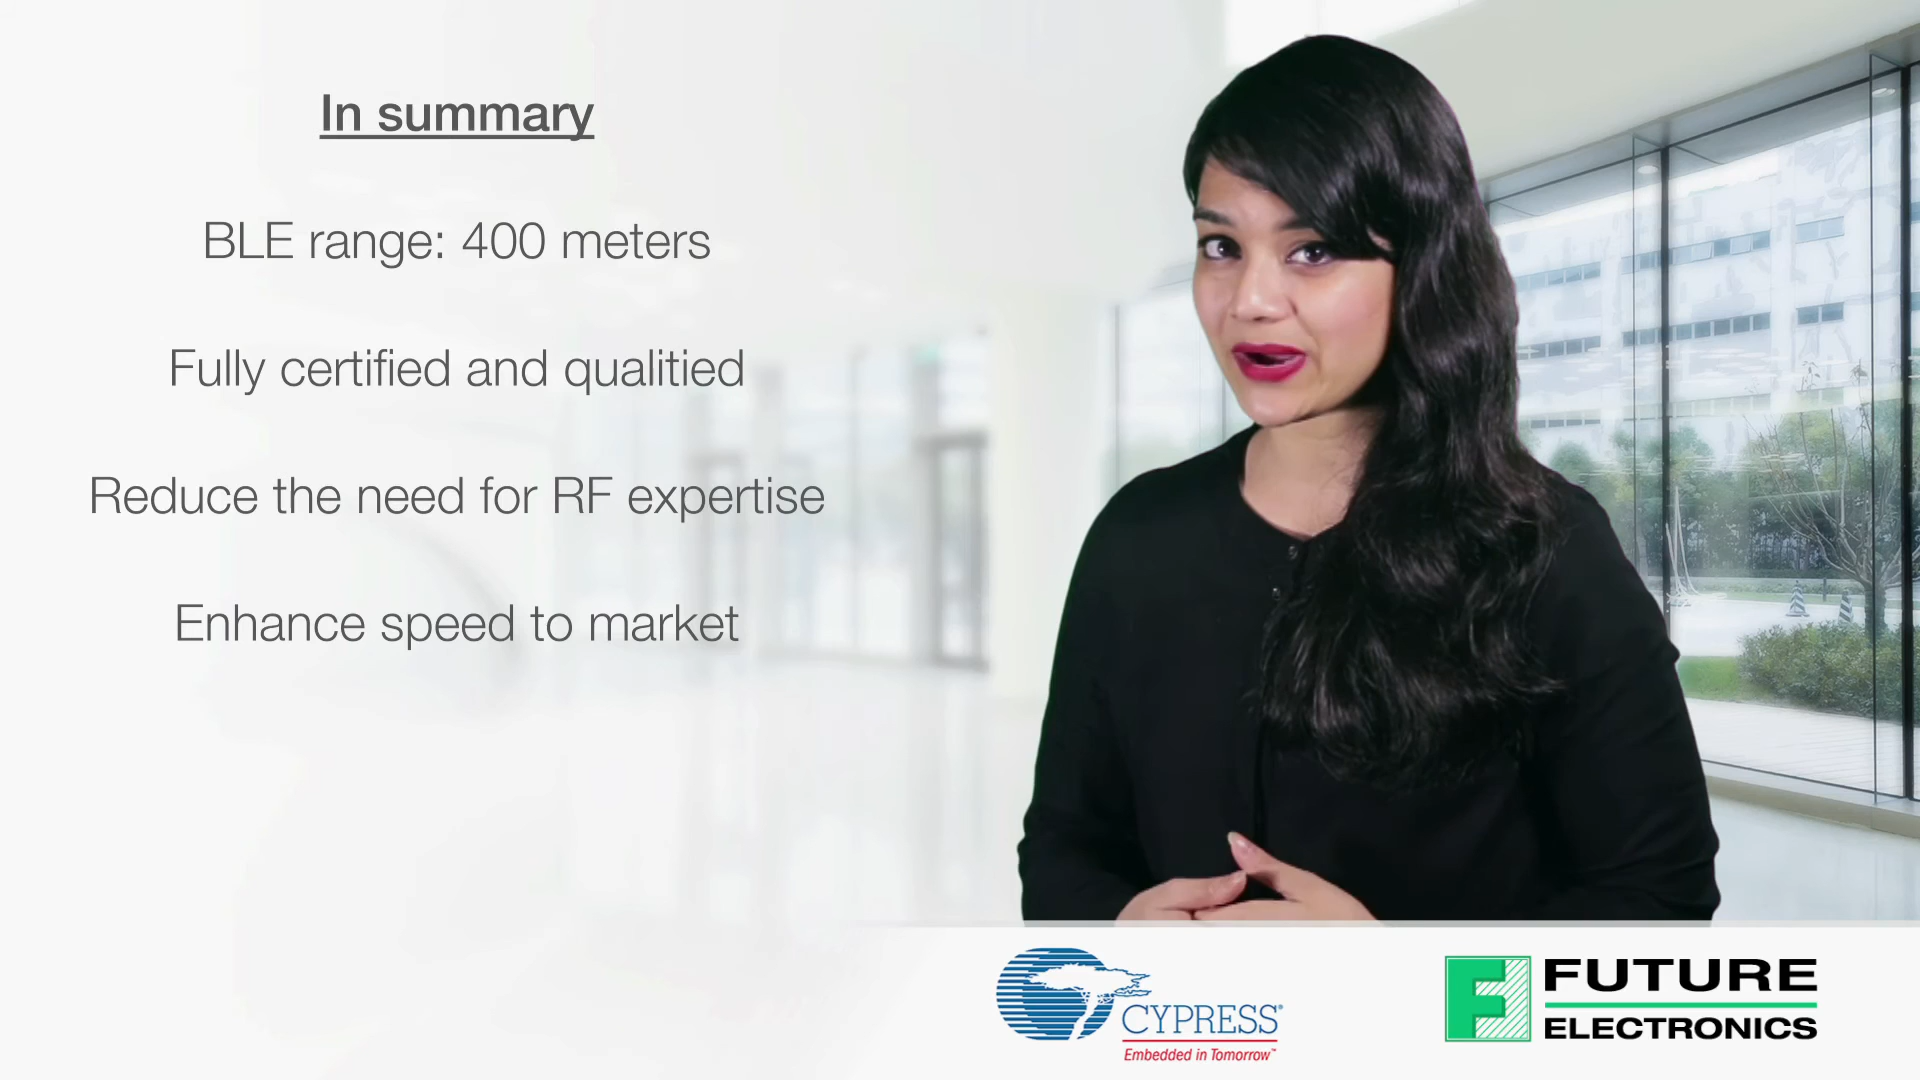 In summary
BLE range: 400 meters
Fully certified and qualitied
Reduce the need for RF expertise
Enhance speed to market
CYPRESS®
Embedded in Tomorrow™
FUTURE
ELECTRONICS